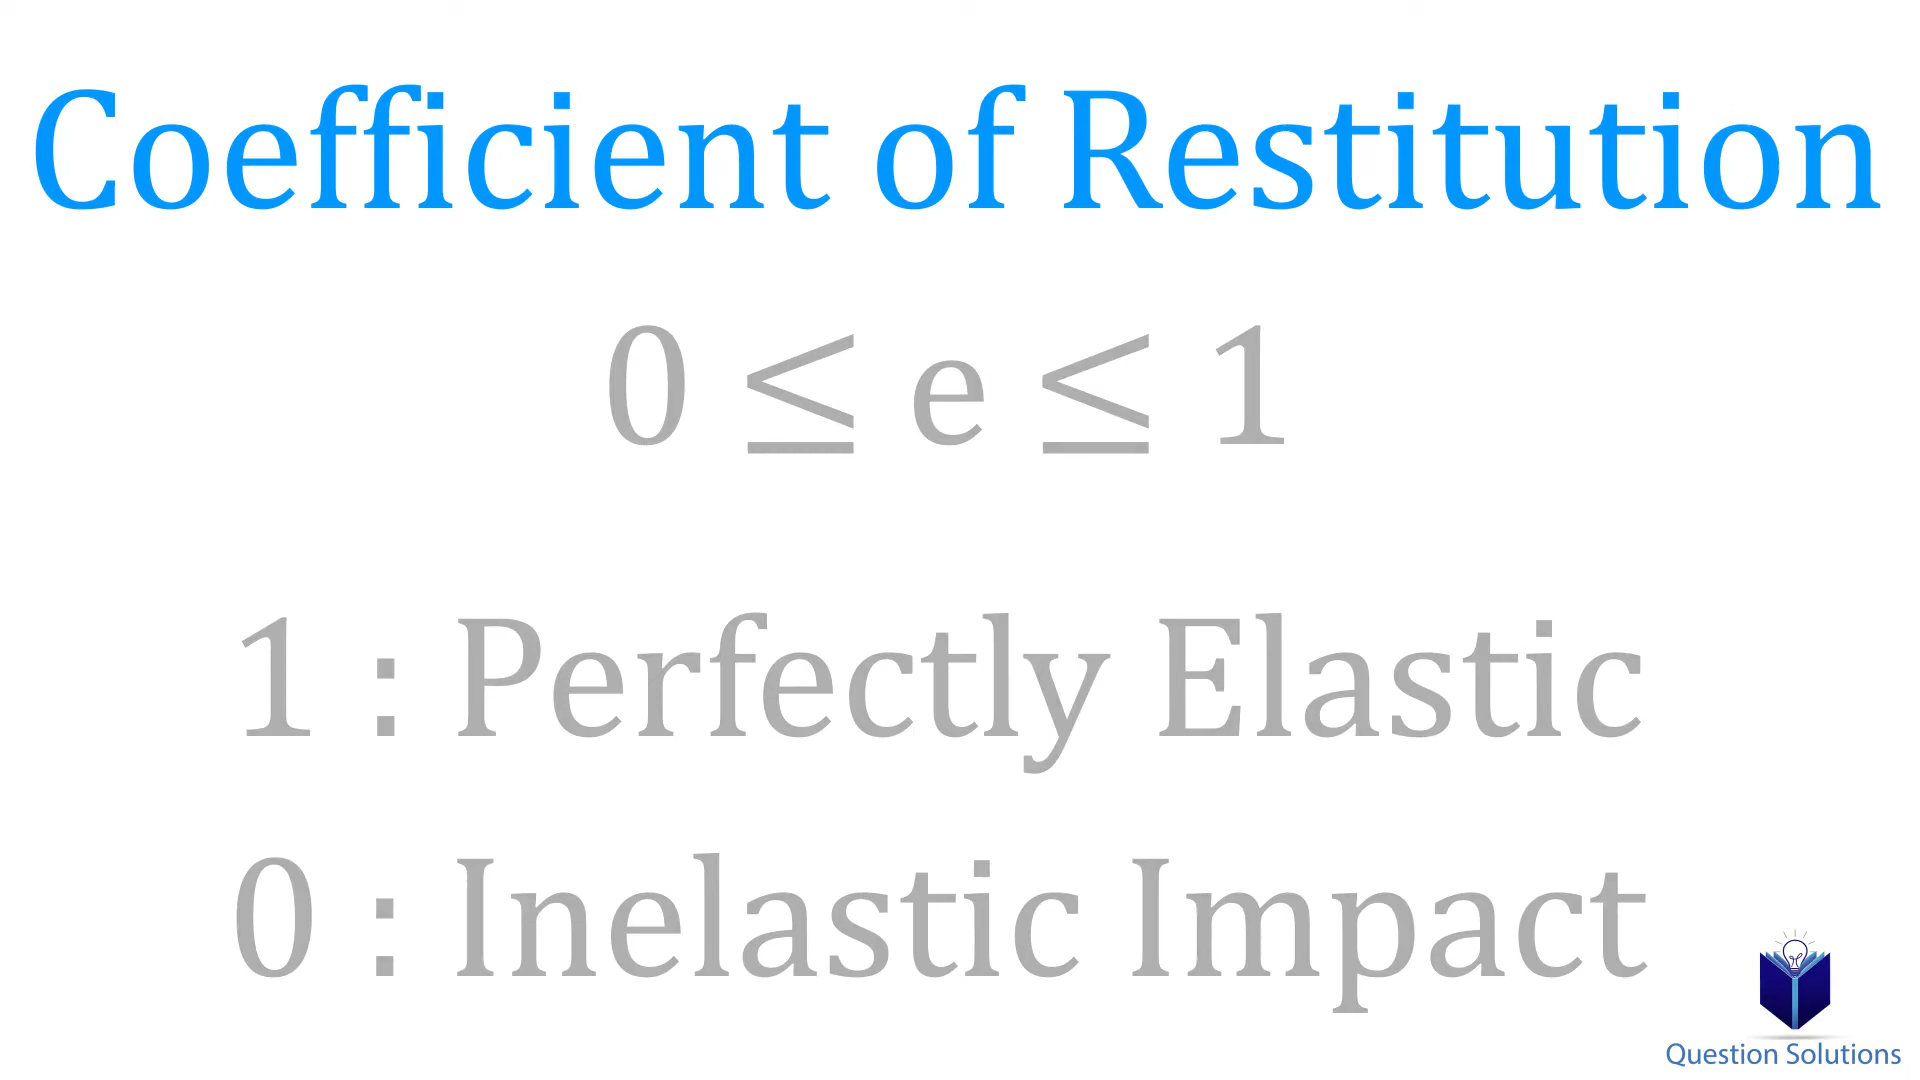 Coefficient of Restitution
0 ≤ e ≤ 1
1 : Perfectly Elastic
0 : Inelastic Impact
Question Solutions